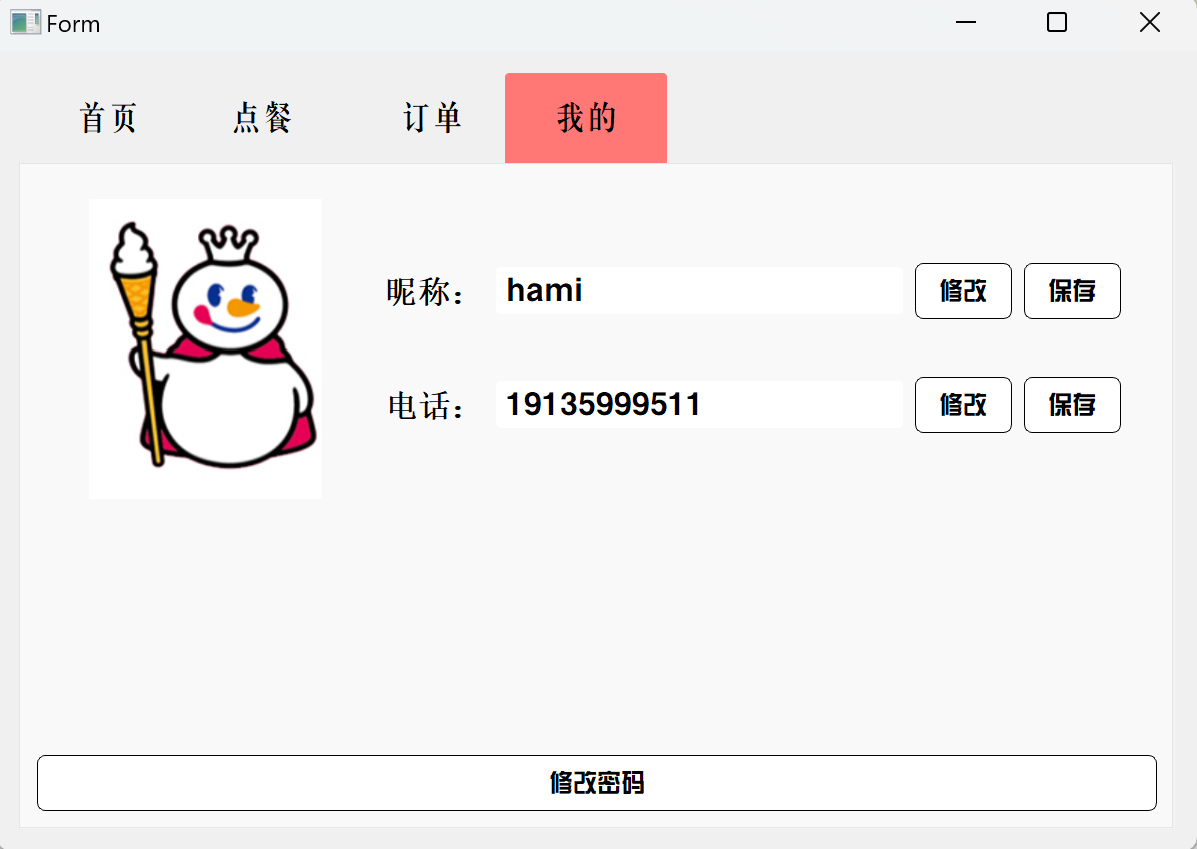 Form
首页 点餐 订单 我的
昵称： hami 修改 保存
电话： 19135999511 修改 保存
修改密码